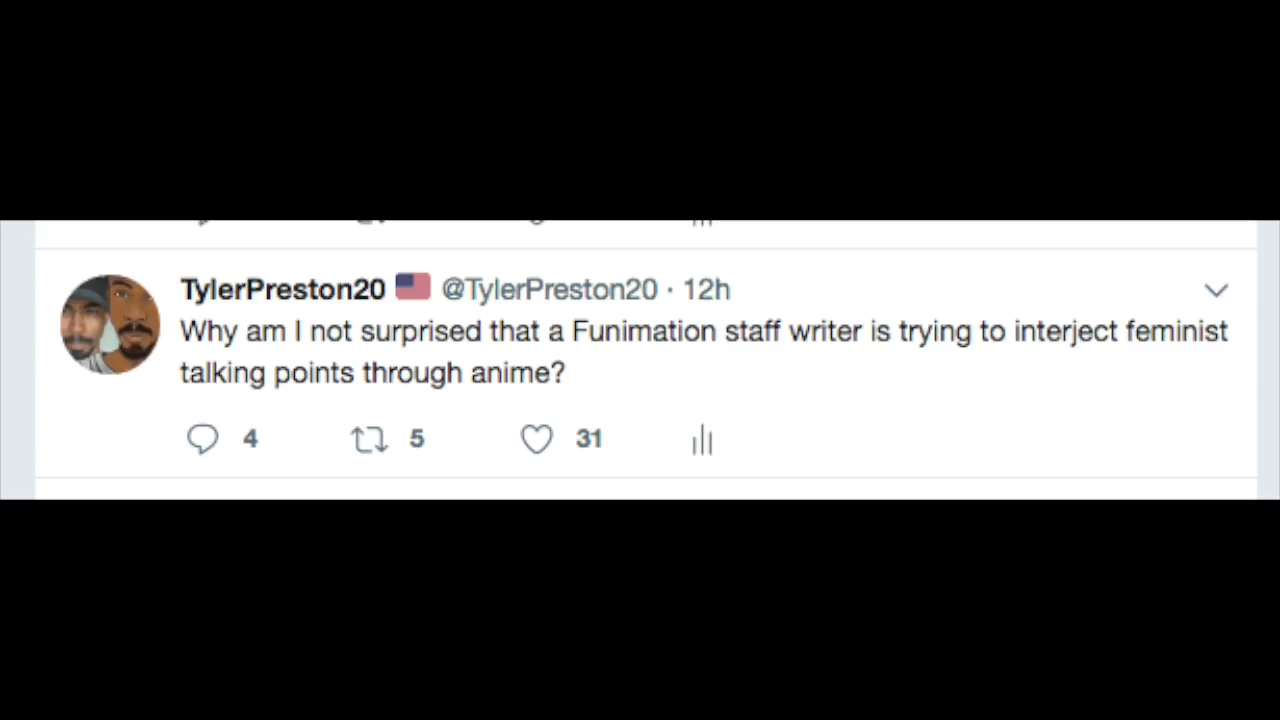 TylerPreston20 🇺🇸 @TylerPreston20 · 12h
Why am I not surprised that a Funimation staff writer is trying to interject feminist
talking points through anime?
4 5 31